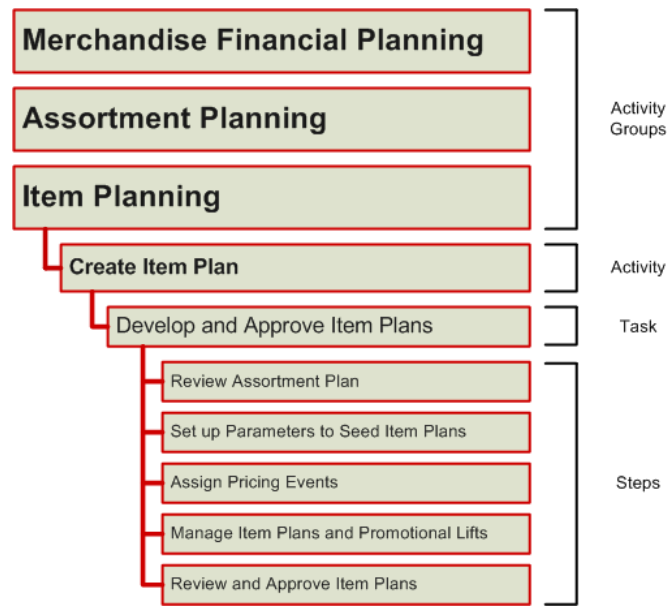 Merchandise Financial Planning
Assortment Planning
Activity
Groups
Item Planning
Create Item Plan
Activity
Develop and Approve Item Plans
Task
Review Assortment Plan
Set up Parameters to Seed Item Plans
Assign Pricing Events
Steps
Manage Item Plans and Promotional Lifts
Review and Approve Item Plans